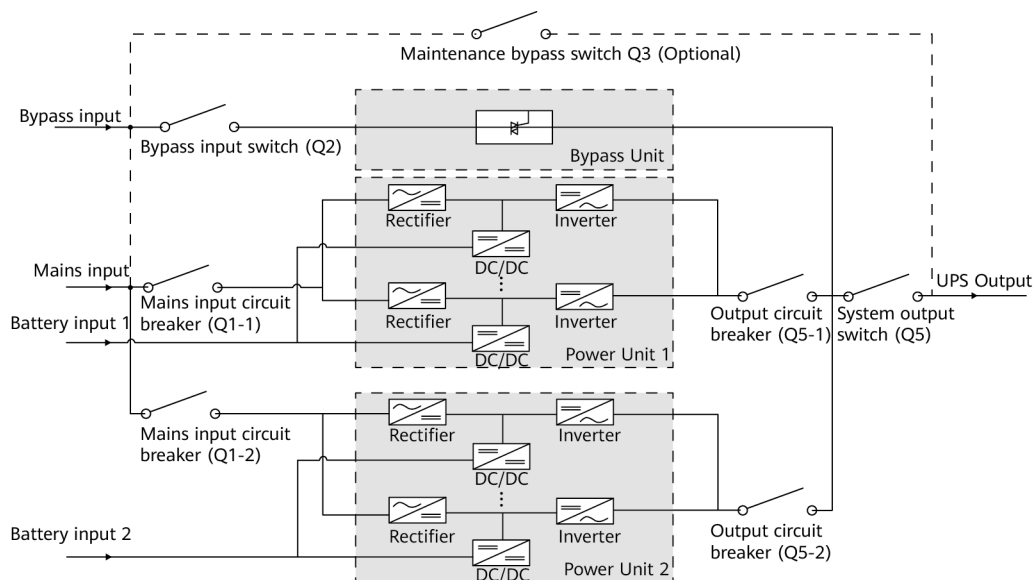 Maintenance bypass switch Q3 (Optional)
Bypass input
Bypass input switch (Q2)
Bypass Unit
Rectifier
Inverter
DC/DC
Mains input
Mains input circuit
breaker (Q1-1)
Battery input 1
Rectifier
Inverter
DC/DC
Power Unit 1
Output circuit
breaker (Q5-1)
System output
switch (Q5)
UPS Output
Mains input circuit
breaker (Q1-2)
Rectifier
Inverter
DC/DC
Battery input 2
Rectifier
Inverter
DC/DC
Power Unit 2
Output circuit
breaker (Q5-2)